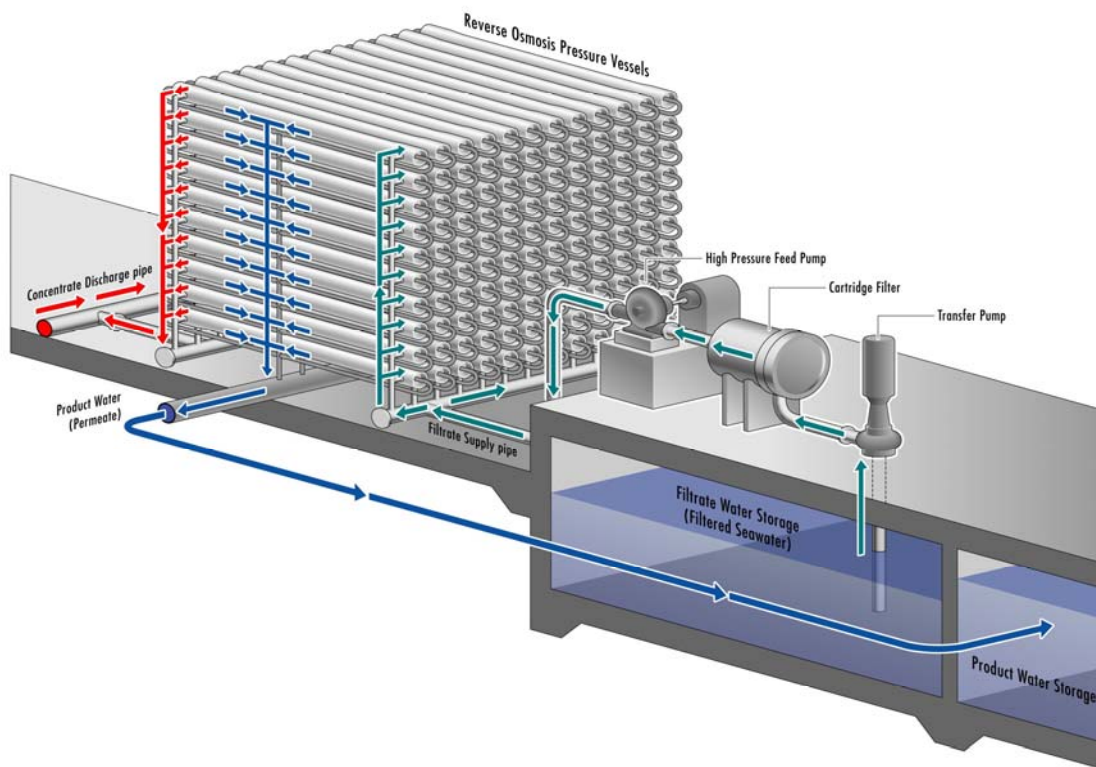 Reverse Osmosis Pressure Vessels
High Pressure Feed Pump
Cartridge Filter
Transfer Pump
Concentrate Discharge pipe
Product Water
(Permeate)
Filtrate Supply pipe
Filtrate Water Storage
(Filtered Seawater)
Product Water Storage